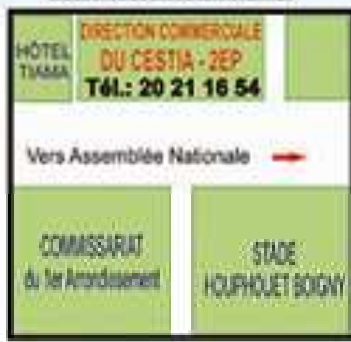 HÔTEL
TIAMA
DIRECTION COMMERCIALE
DU CESTIA - 2EP
Tél.: 20 21 16 54
Vers Assemblée Nationale
COMMISSARIAT
du 1er Arrondissement
STADE
HOUPHOUET BOIGNY